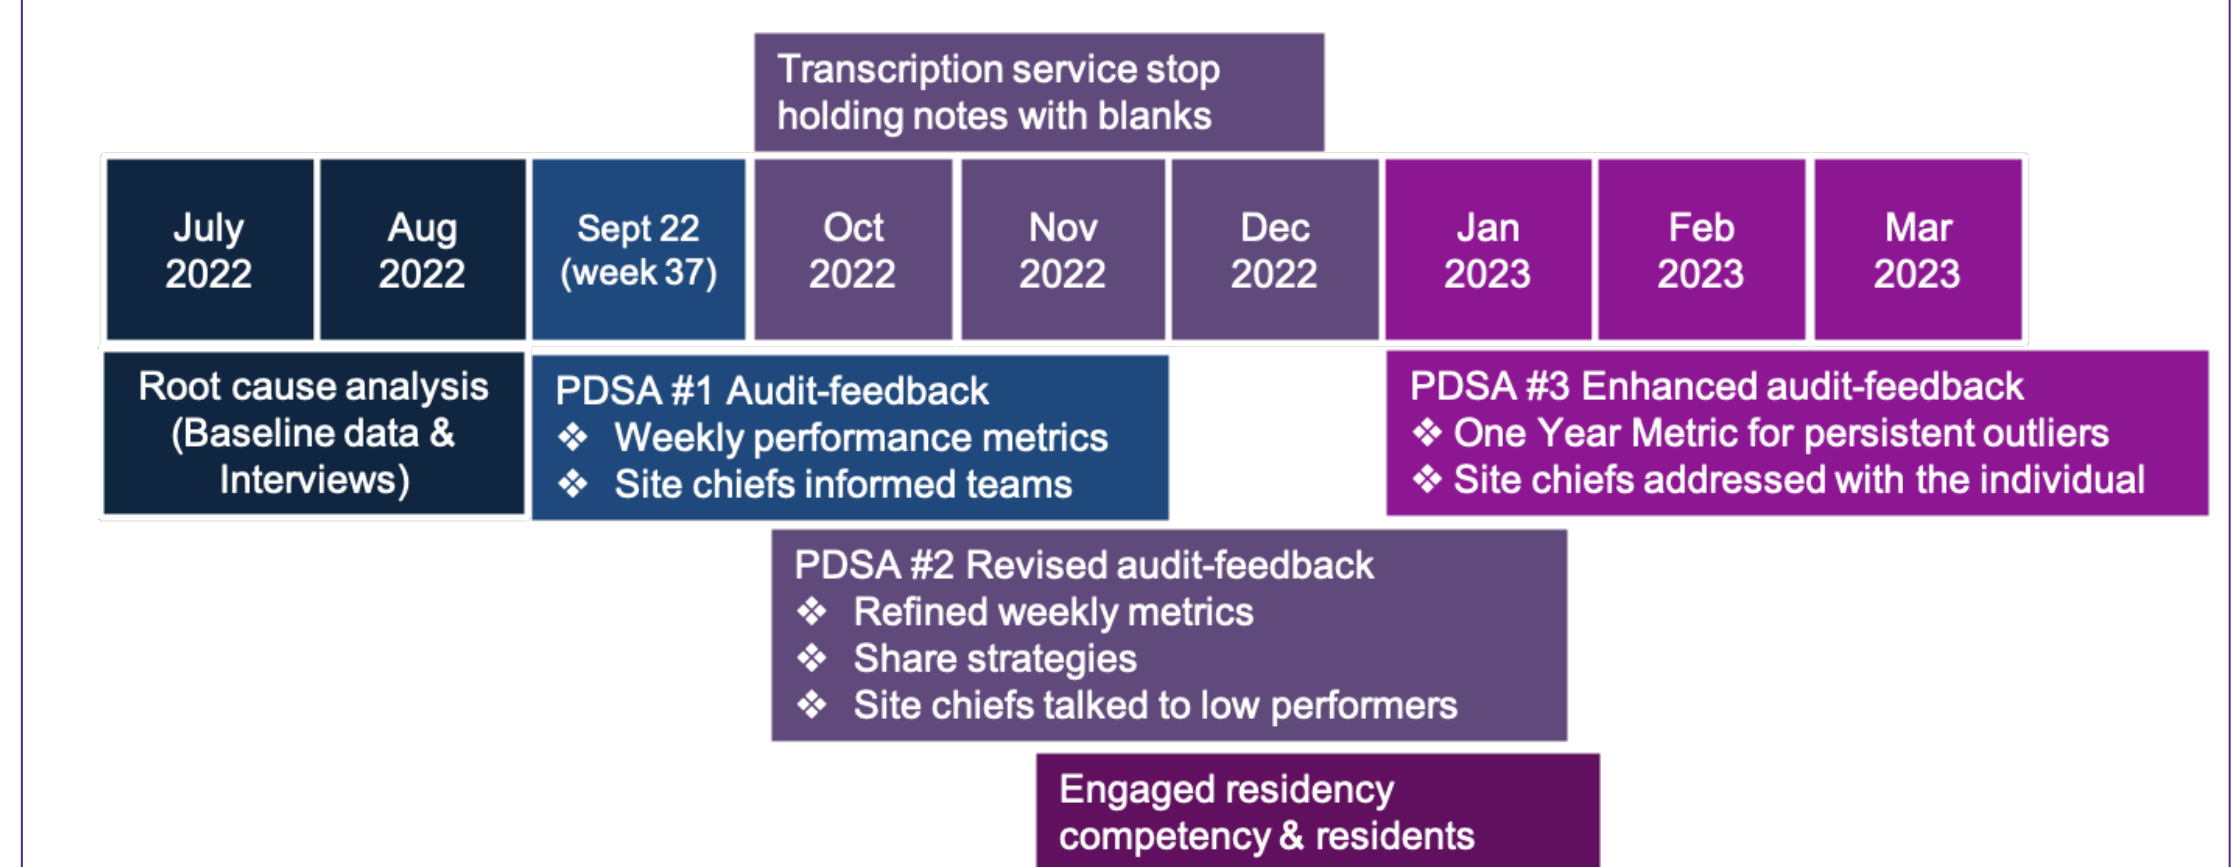 Transcription service stop
holding notes with blanks
July
2022
Aug
2022
Sept 22
(week 37)
Oct
2022
Nov
2022
Dec
2022
Jan
2023
Feb
2023
Mar
2023
Root cause analysis
(Baseline data &
Interviews)
PDSA #1 Audit-feedback
❖ Weekly performance metrics
❖ Site chiefs informed teams
PDSA #3 Enhanced audit-feedback
❖ One Year Metric for persistent outliers
❖ Site chiefs addressed with the individual
PDSA #2 Revised audit-feedback
❖ Refined weekly metrics
❖ Share strategies
❖ Site chiefs talked to low performers
Engaged residency
competency & residents